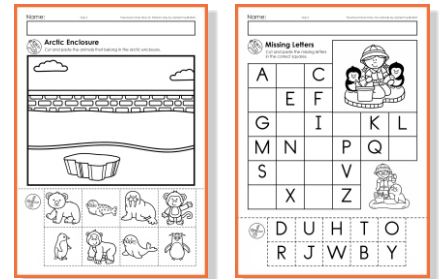 Name:
Arctic Enclosure
Cut and paste the animals that belong in the arctic enclosure.
Name:
Missing Letters
Cut and paste the missing letters
in the correct squares.
A C
E F
G I K L
M N P Q
S V
X Z
D U H T O
R J W B Y